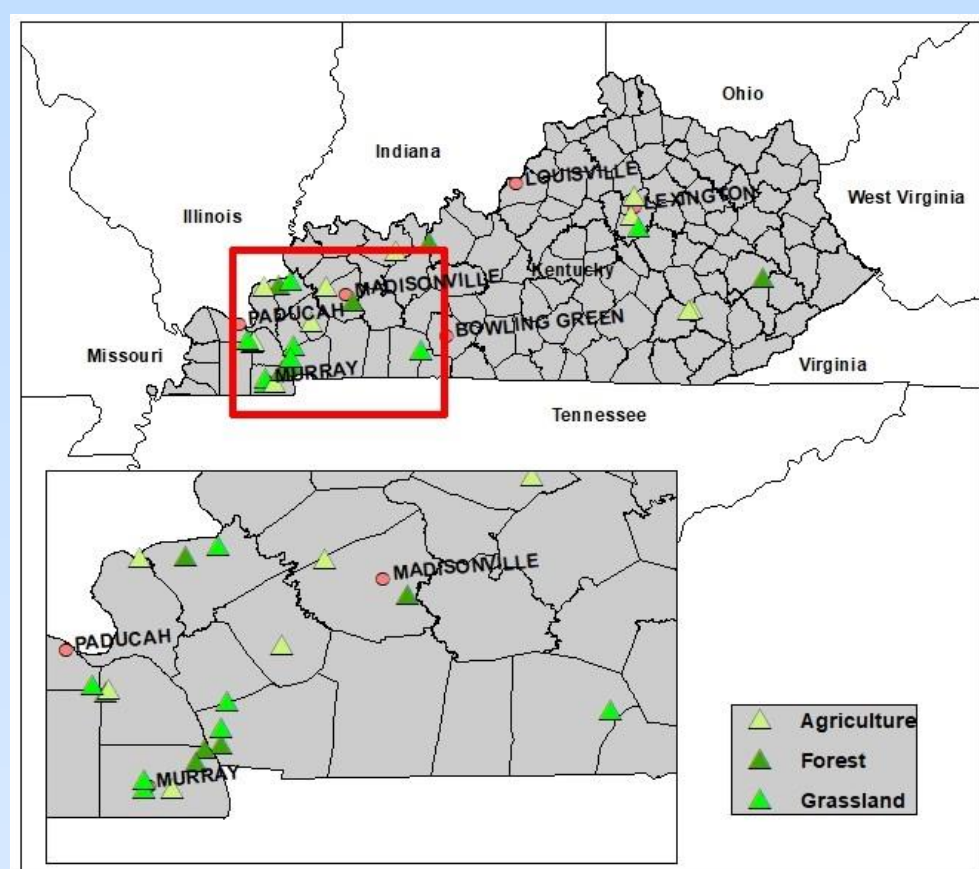 Ohio
Indiana
LOUISVILLE
LEXINGTON
West Virginia
Illinois
Kentucky
MADISONVILLE
PADUCAH
BOWLING GREEN
Missouri
MURRAY
Virginia
Tennessee
MADISONVILLE
PADUCAH
MURRAY
Agriculture
Forest
Grassland